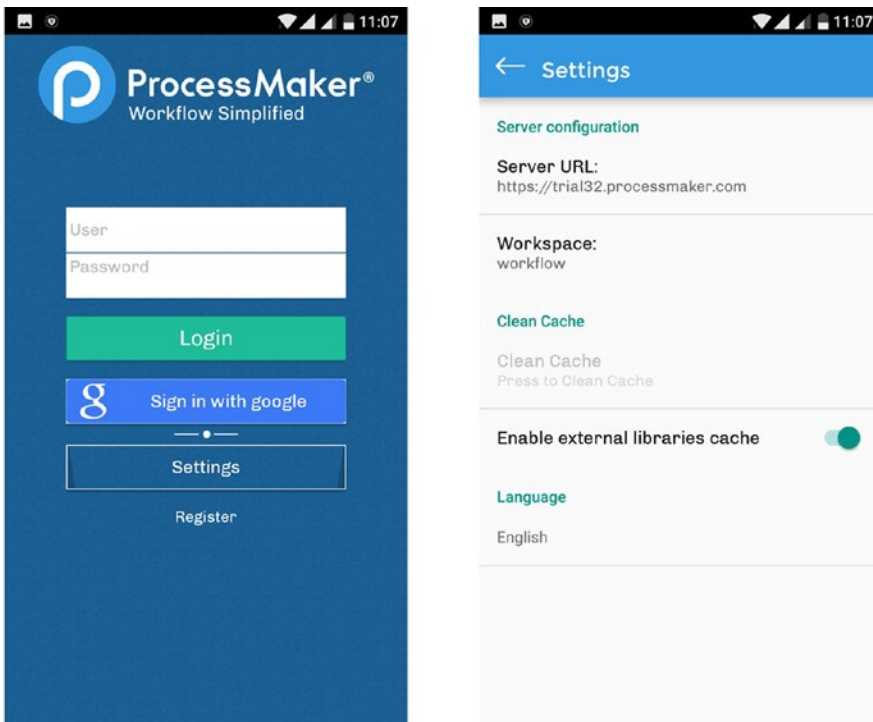 11:07
ProcessMaker®
Workflow Simplified
User
Password
Login
g Sign in with google
Settings
Register
11:07
Settings
Server configuration
Server URL:
https://trial32.processmaker.com
Workspace:
workflow
Clean Cache
Clean Cache
Press to Clean Cache
Enable external libraries cache
Language
English